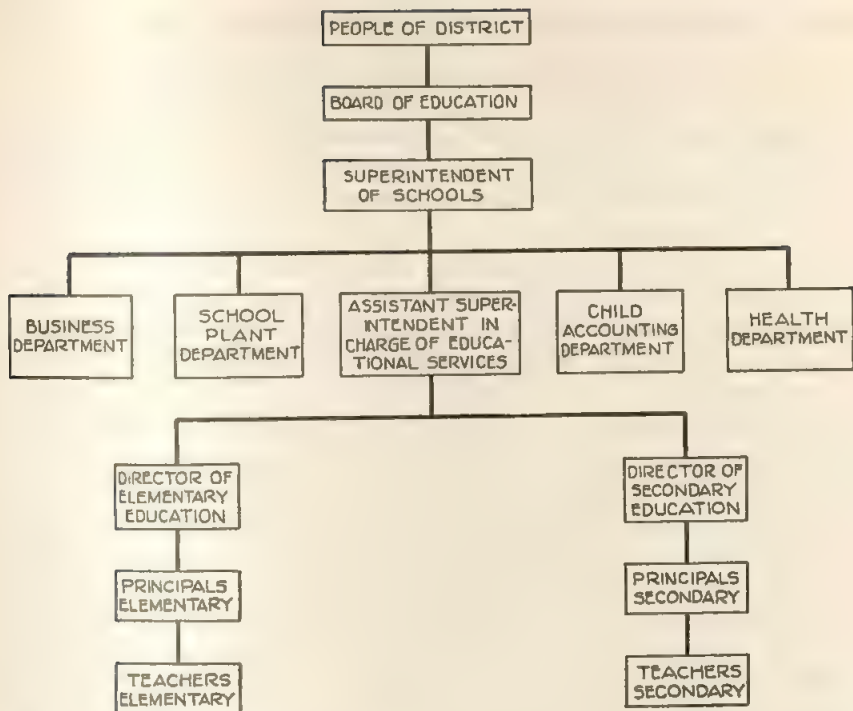 PEOPLE OF DISTRICT
BOARD OF EDUCATION
SUPERINTENDENT
OF SCHOOLS
BUSINESS
DEPARTMENT
SCHOOL
PLANT
DEPARTMENT
ASSISTANT SUPER-
INTENDENT IN
CHARGE OF EDUCA-
TIONAL SERVICES
CHILD
ACCOUNTING
DEPARTMENT
HEALTH
DEPARTMENT
DIRECTOR OF
ELEMENTARY
EDUCATION
DIRECTOR OF
SECONDARY
EDUCATION
PRINCIPALS
ELEMENTARY
PRINCIPALS
SECONDARY
TEACHERS
ELEMENTARY
TEACHERS
SECONDARY